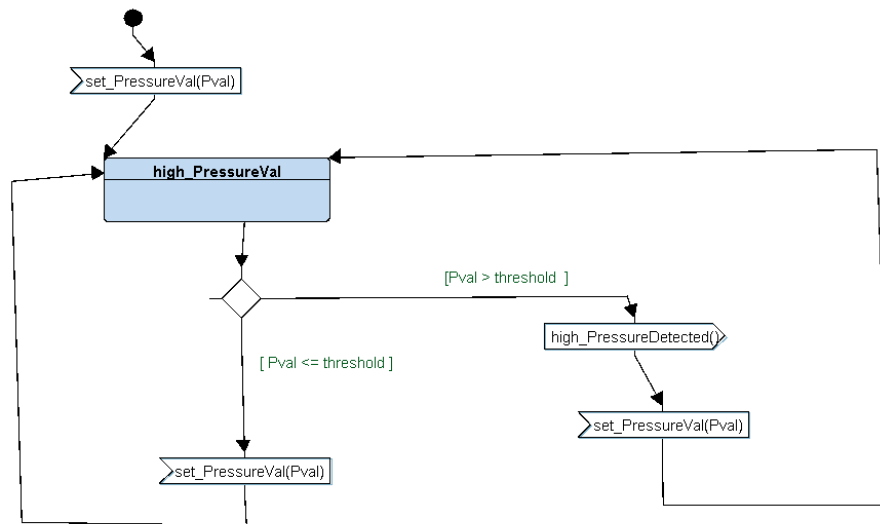 set_PressureVal(Pval)
high_PressureVal
[Pval > threshold ]
high_PressureDetected()
[ Pval <= threshold ]
set_PressureVal(Pval)
set_PressureVal(Pval)